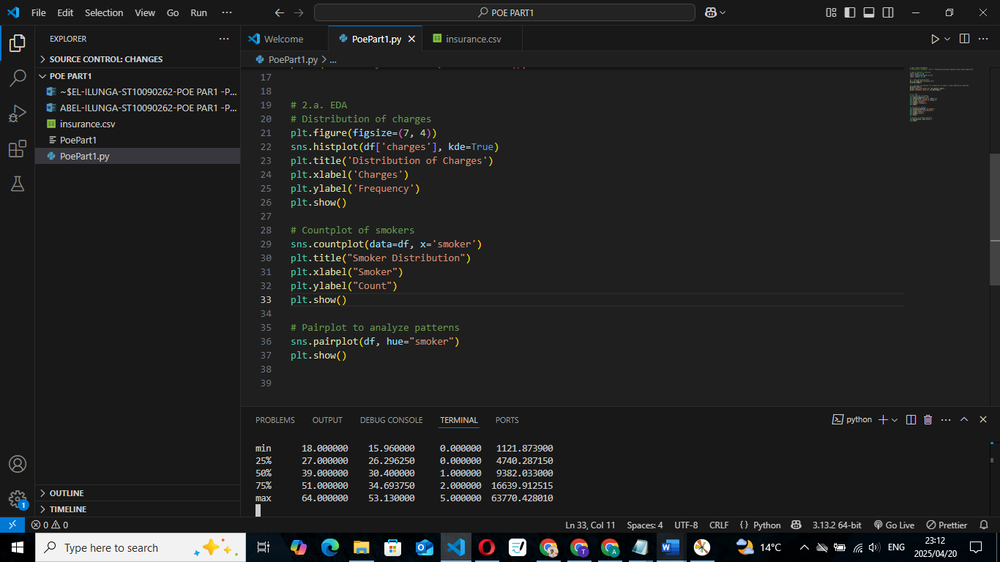 File Edit Selection View Go Run ··· POE PART1
EXPLORER ···
SOURCE CONTROL: CHANGES
POE PART1
~$EL-ILUNGA-ST10090262-POE PAR1 -P...
ABEL-ILUNGA-ST10090262-POE PAR1 -P...
insurance.csv
PoePart1
PoePart1.py
OUTLINE
TIMELINE
Welcome PoePart1.py insurance.csv
PoePart1.py > ...
17
18
19 # 2.a. EDA
20 # Distribution of charges
21 plt.figure(figsize=(7, 4))
22 sns.histplot(df['charges'], kde=True)
23 plt.title('Distribution of Charges')
24 plt.xlabel('Charges')
25 plt.ylabel('Frequency')
26 plt.show()
27
28 # Countplot of smokers
29 sns.countplot(data=df, x='smoker')
30 plt.title("Smoker Distribution")
31 plt.xlabel("Smoker")
32 plt.ylabel("Count")
33 plt.show()
34
35 # Pairplot to analyze patterns
36 sns.pairplot(df, hue="smoker")
37 plt.show()
38
39
PROBLEMS OUTPUT DEBUG CONSOLE TERMINAL PORTS python
min 18.000000 15.960000 0.000000 1121.873900
25% 27.000000 26.296250 0.000000 4740.287150
50% 39.000000 30.400000 1.000000 9382.033000
75% 51.000000 34.693750 2.000000 16639.912515
max 64.000000 53.130000 5.000000 63770.428010
1
0 0 Ln 33, Col 11 Spaces: 4 UTF-8 CRLF {} Python 3.13.2 64-bit Go Live Prettier
Type here to search 14°C ENG 23:12
2025/04/20